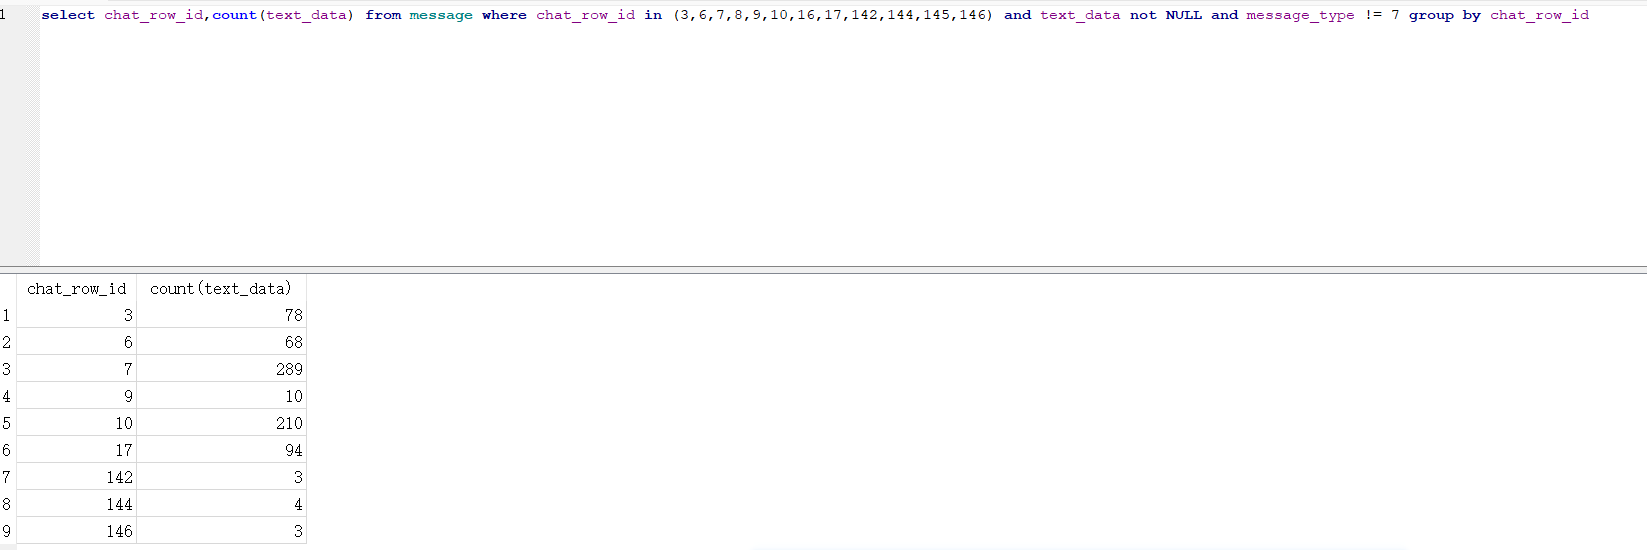 1 select chat_row_id,count(text_data) from message where chat_row_id in (3,6,7,8,9,10,16,17,142,144,145,146) and text_data not NULL and message_type != 7 group by chat_row_id
chat_row_id count(text_data)
1 3 78
2 6 68
3 7 289
4 9 10
5 10 210
6 17 94
7 142 3
8 144 4
9 146 3